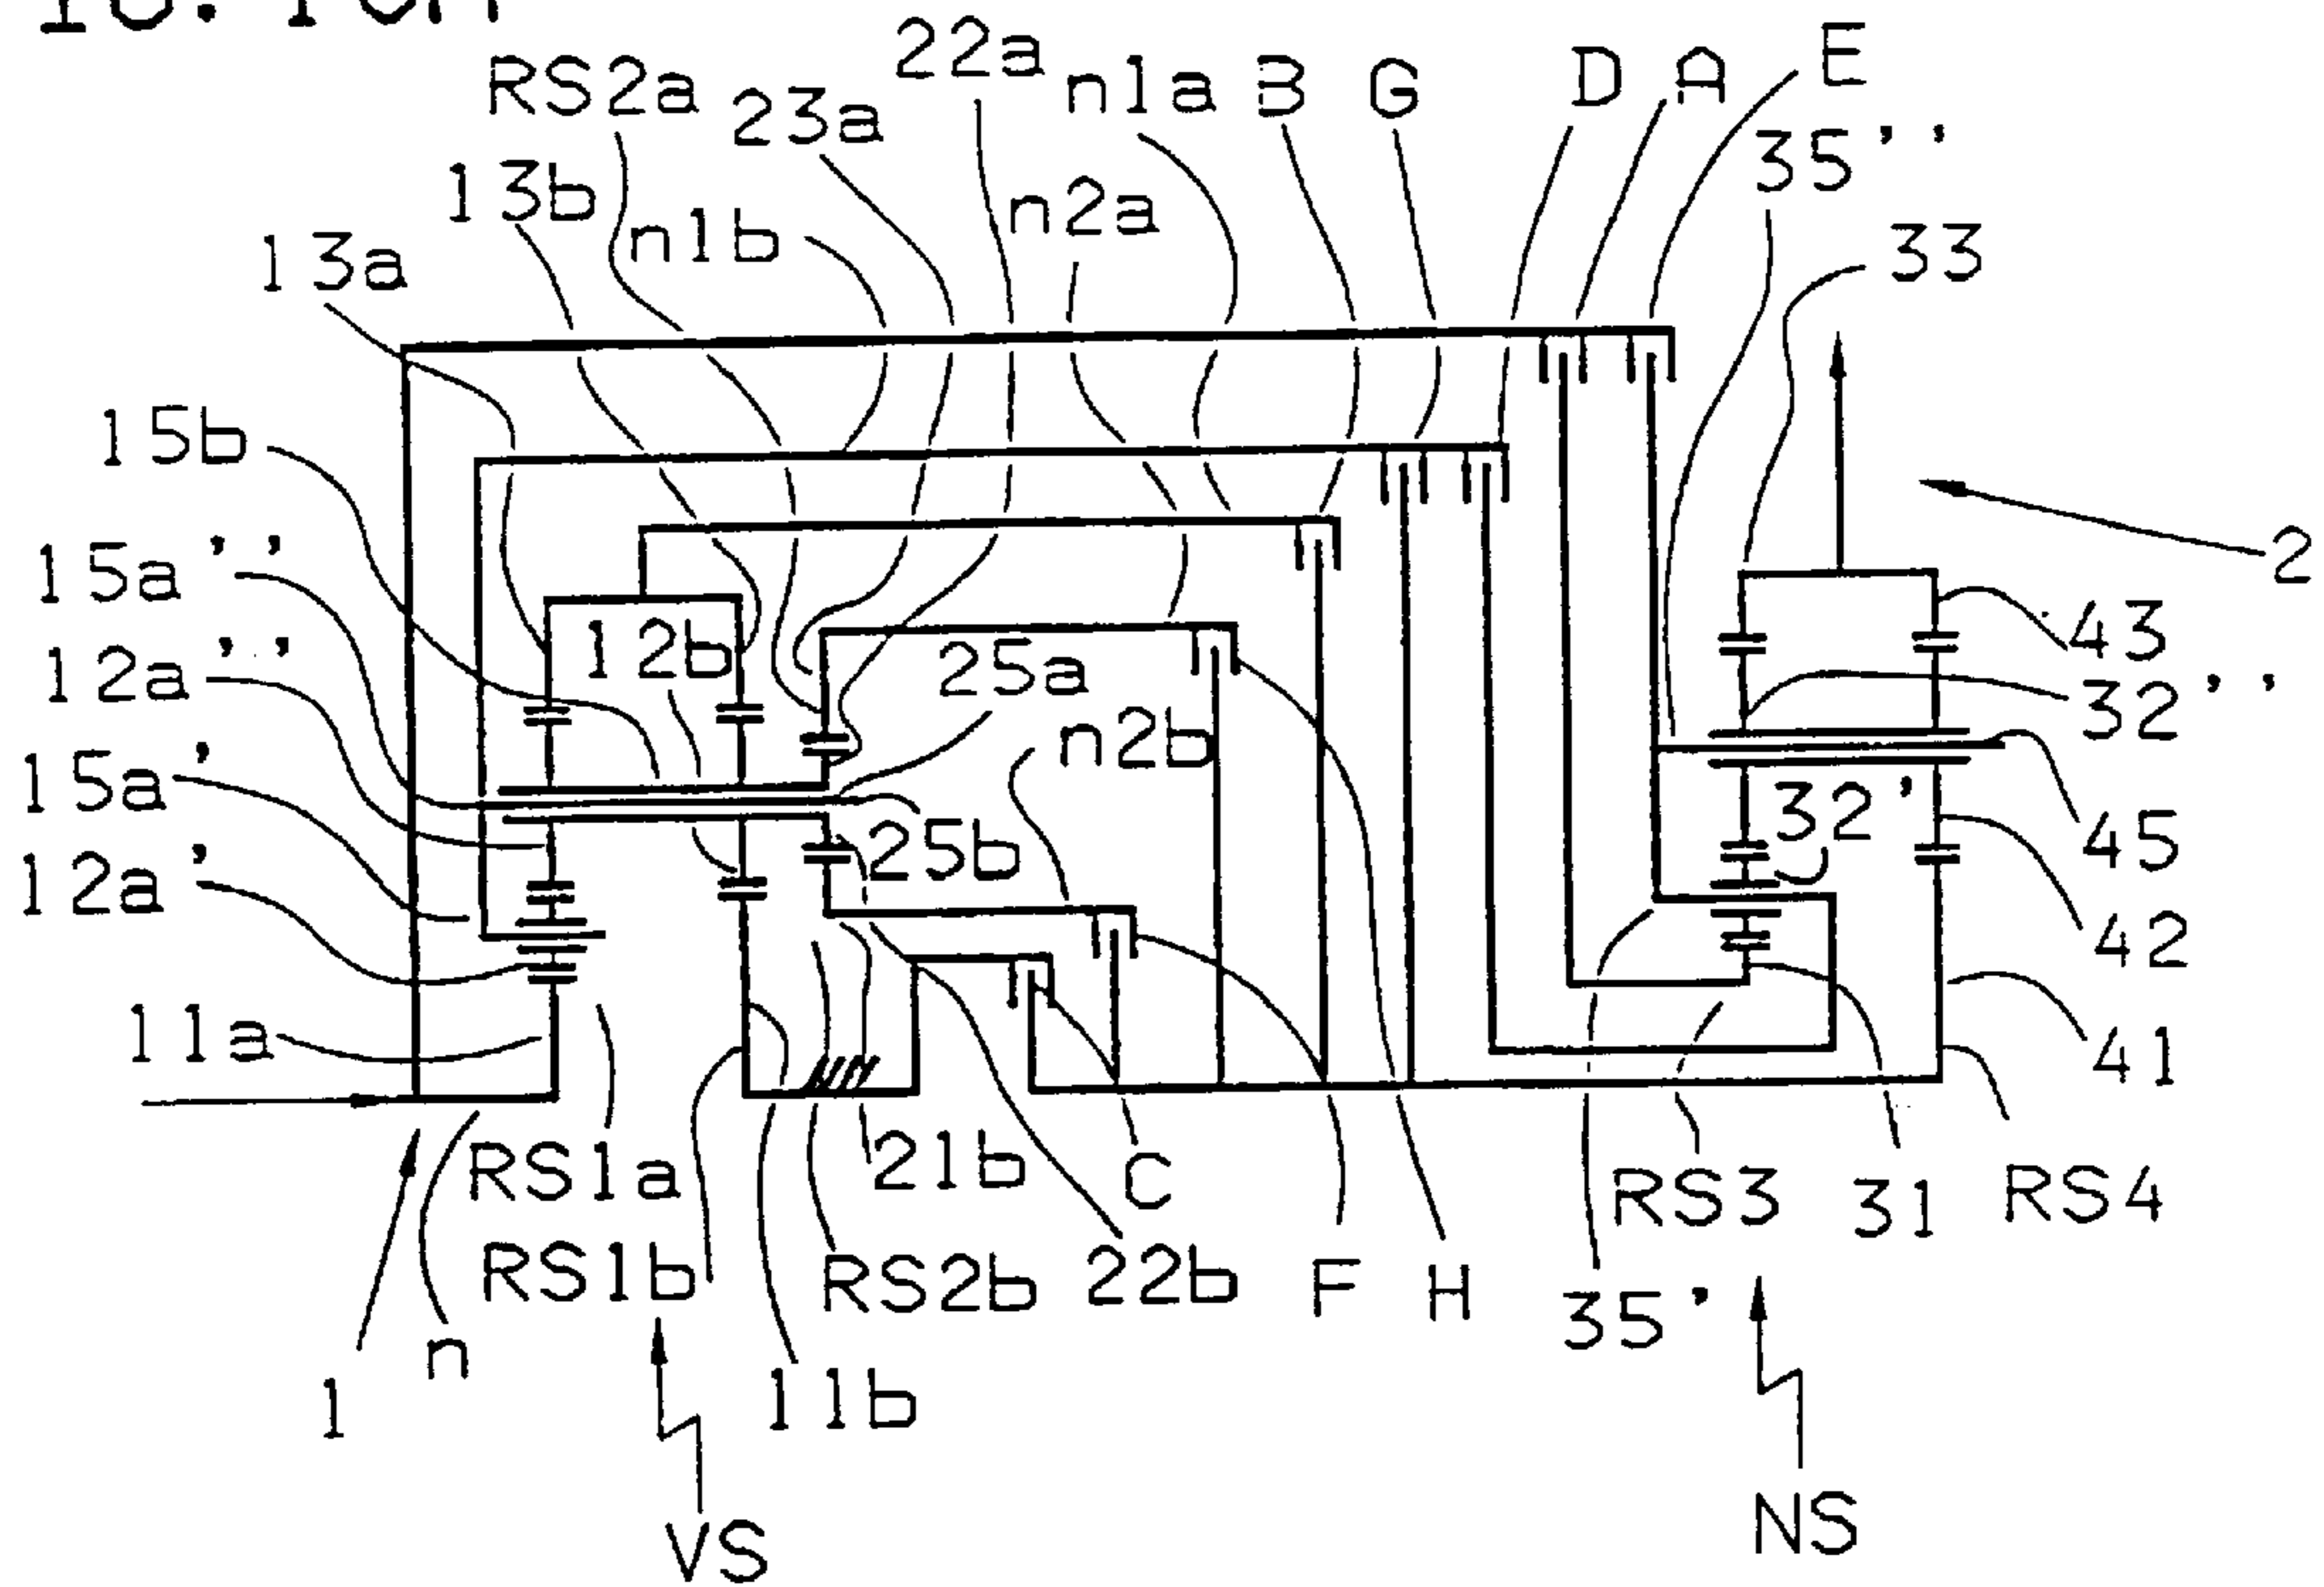 22a
E
RS2a
23a
n1a
B
G
D
A
35''
13b
n1b
n2a
13a
33
15b
2
15a''
12b
43
12a''
25a
32''
n2b
15a'
32'
45
25b
12a'
42
11a
41
RS1a
21b
C
RS3
31
RS4
RS1b
RS2b
22b
F
H
35'
n
1
11b
VS
NS